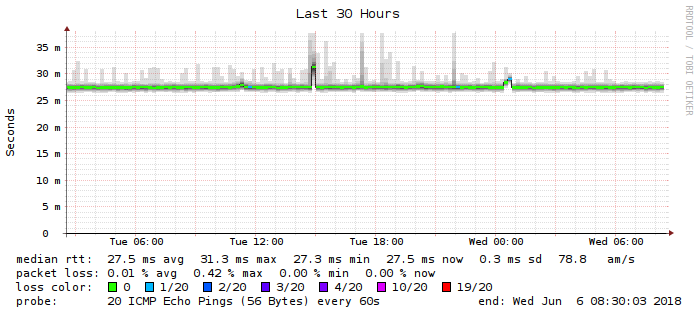 Last 30 Hours
RRDTOOL / TOBI OETIKER
Seconds
35 m
30 m
25 m
20 m
15 m
10 m
5 m
0
Tue 06:00 Tue 12:00 Tue 18:00 Wed 00:00 Wed 06:00
median rtt: 27.5 ms avg 31.3 ms max 27.3 ms min 27.5 ms now 0.3 ms sd 78.8 am/s
packet loss: 0.01 % avg 0.42 % max 0.00 % min 0.00 % now
loss color: 0 1/20 2/20 3/20 4/20 10/20 19/20
probe: 20 ICMP Echo Pings (56 Bytes) every 60s end: Wed Jun 6 08:30:03 2018